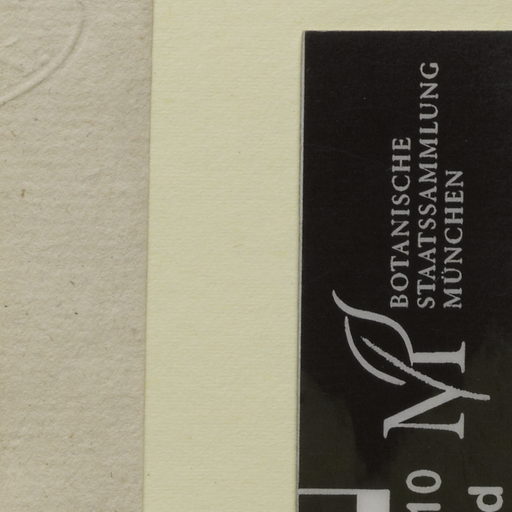 BOTANISCHE
STAATSSAMMLUNG
MÜNCHEN
M
10